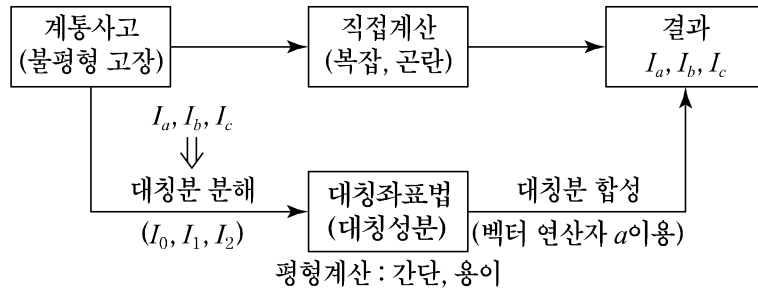 계통사고
(불평형 고장)
직접계산
(복잡, 곤란)
결과
I_a, I_b, I_c
I_a, I_b, I_c
대칭분 분해
(I_0, I_1, I_2)
대칭좌표법
(대칭성분)
대칭분 합성
(벡터 연산자 a이용)
평형계산 : 간단, 용이